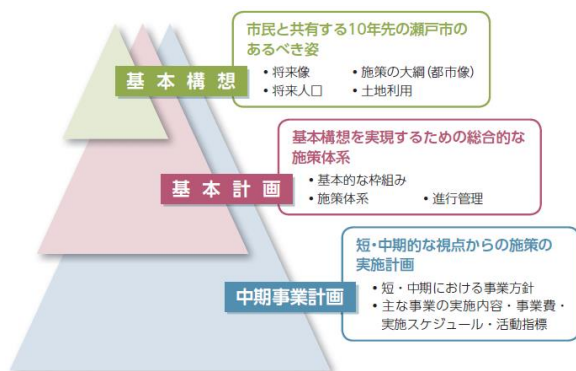 市民と共有する10年先の瀬戸市の
あるべき姿
• 将来像 • 施策の大綱(都市像)
• 将来人口 • 土地利用
基本構想
基本構想を実現するための総合的な
施策体系
• 基本的な枠組み
• 施策体系 • 進行管理
基本計画
短・中期的な視点からの施策の
実施計画
• 短・中期における事業方針
• 主な事業の実施内容・事業費・
実施スケジュール・活動指標
中期事業計画